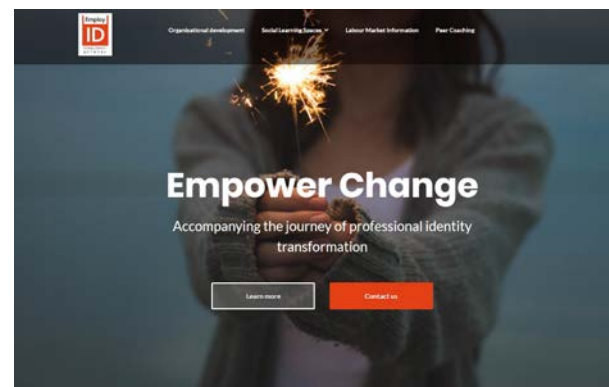 Employ
ID
Organisational development
Social Learning Spaces
Labour Market Information
Peer Coaching
Empower Change
Accompanying the journey of professional identity
transformation
Learn more
Contact us